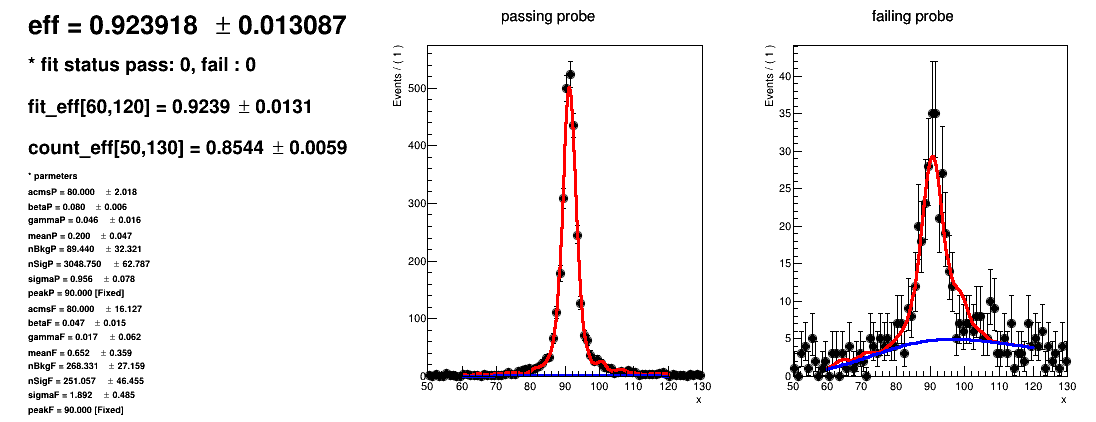 eff = 0.923918 ± 0.013087
* fit status pass: 0, fail : 0
fit_eff[60,120] = 0.9239 ± 0.0131
count_eff[50,130] = 0.8544 ± 0.0059
* parmeters
acmsP = 80.000 ± 2.018
betaP = 0.080 ± 0.006
gammaP = 0.046 ± 0.016
meanP = 0.200 ± 0.047
nBkgP = 89.440 ± 32.321
nSigP = 3048.750 ± 62.787
sigmaP = 0.956 ± 0.078
peakP = 90.000 [Fixed]
acmsF = 80.000 ± 16.127
betaF = 0.047 ± 0.015
gammaF = 0.017 ± 0.062
meanF = 0.652 ± 0.359
nBkgF = 268.331 ± 27.159
nSigF = 251.057 ± 46.455
sigmaF = 1.892 ± 0.485
peakF = 90.000 [Fixed]
passing probe
Events / ( 1 )
500
400
300
200
100
0
50 60 70 80 90 100 110 120 130
x
failing probe
Events / ( 1 )
40
35
30
25
20
15
10
5
0
50 60 70 80 90 100 110 120 130
x